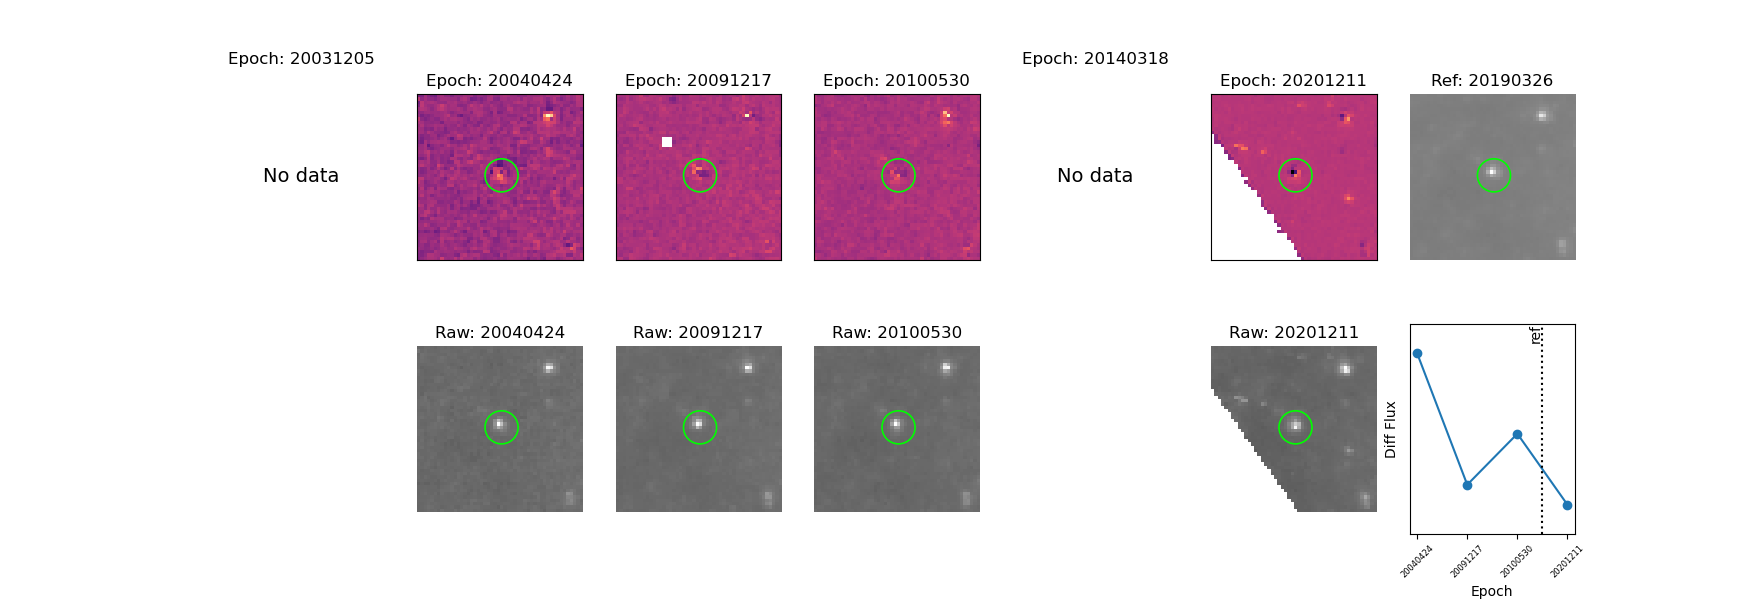 Epoch: 20031205
Epoch: 20140318
Epoch: 20040424
Epoch: 20091217
Epoch: 20100530
Epoch: 20201211
Ref: 20190326
No data
No data
Raw: 20040424
Raw: 20091217
Raw: 20100530
Raw: 20201211
ref
Diff Flux
20040424
20091217
20100530
20201211
Epoch